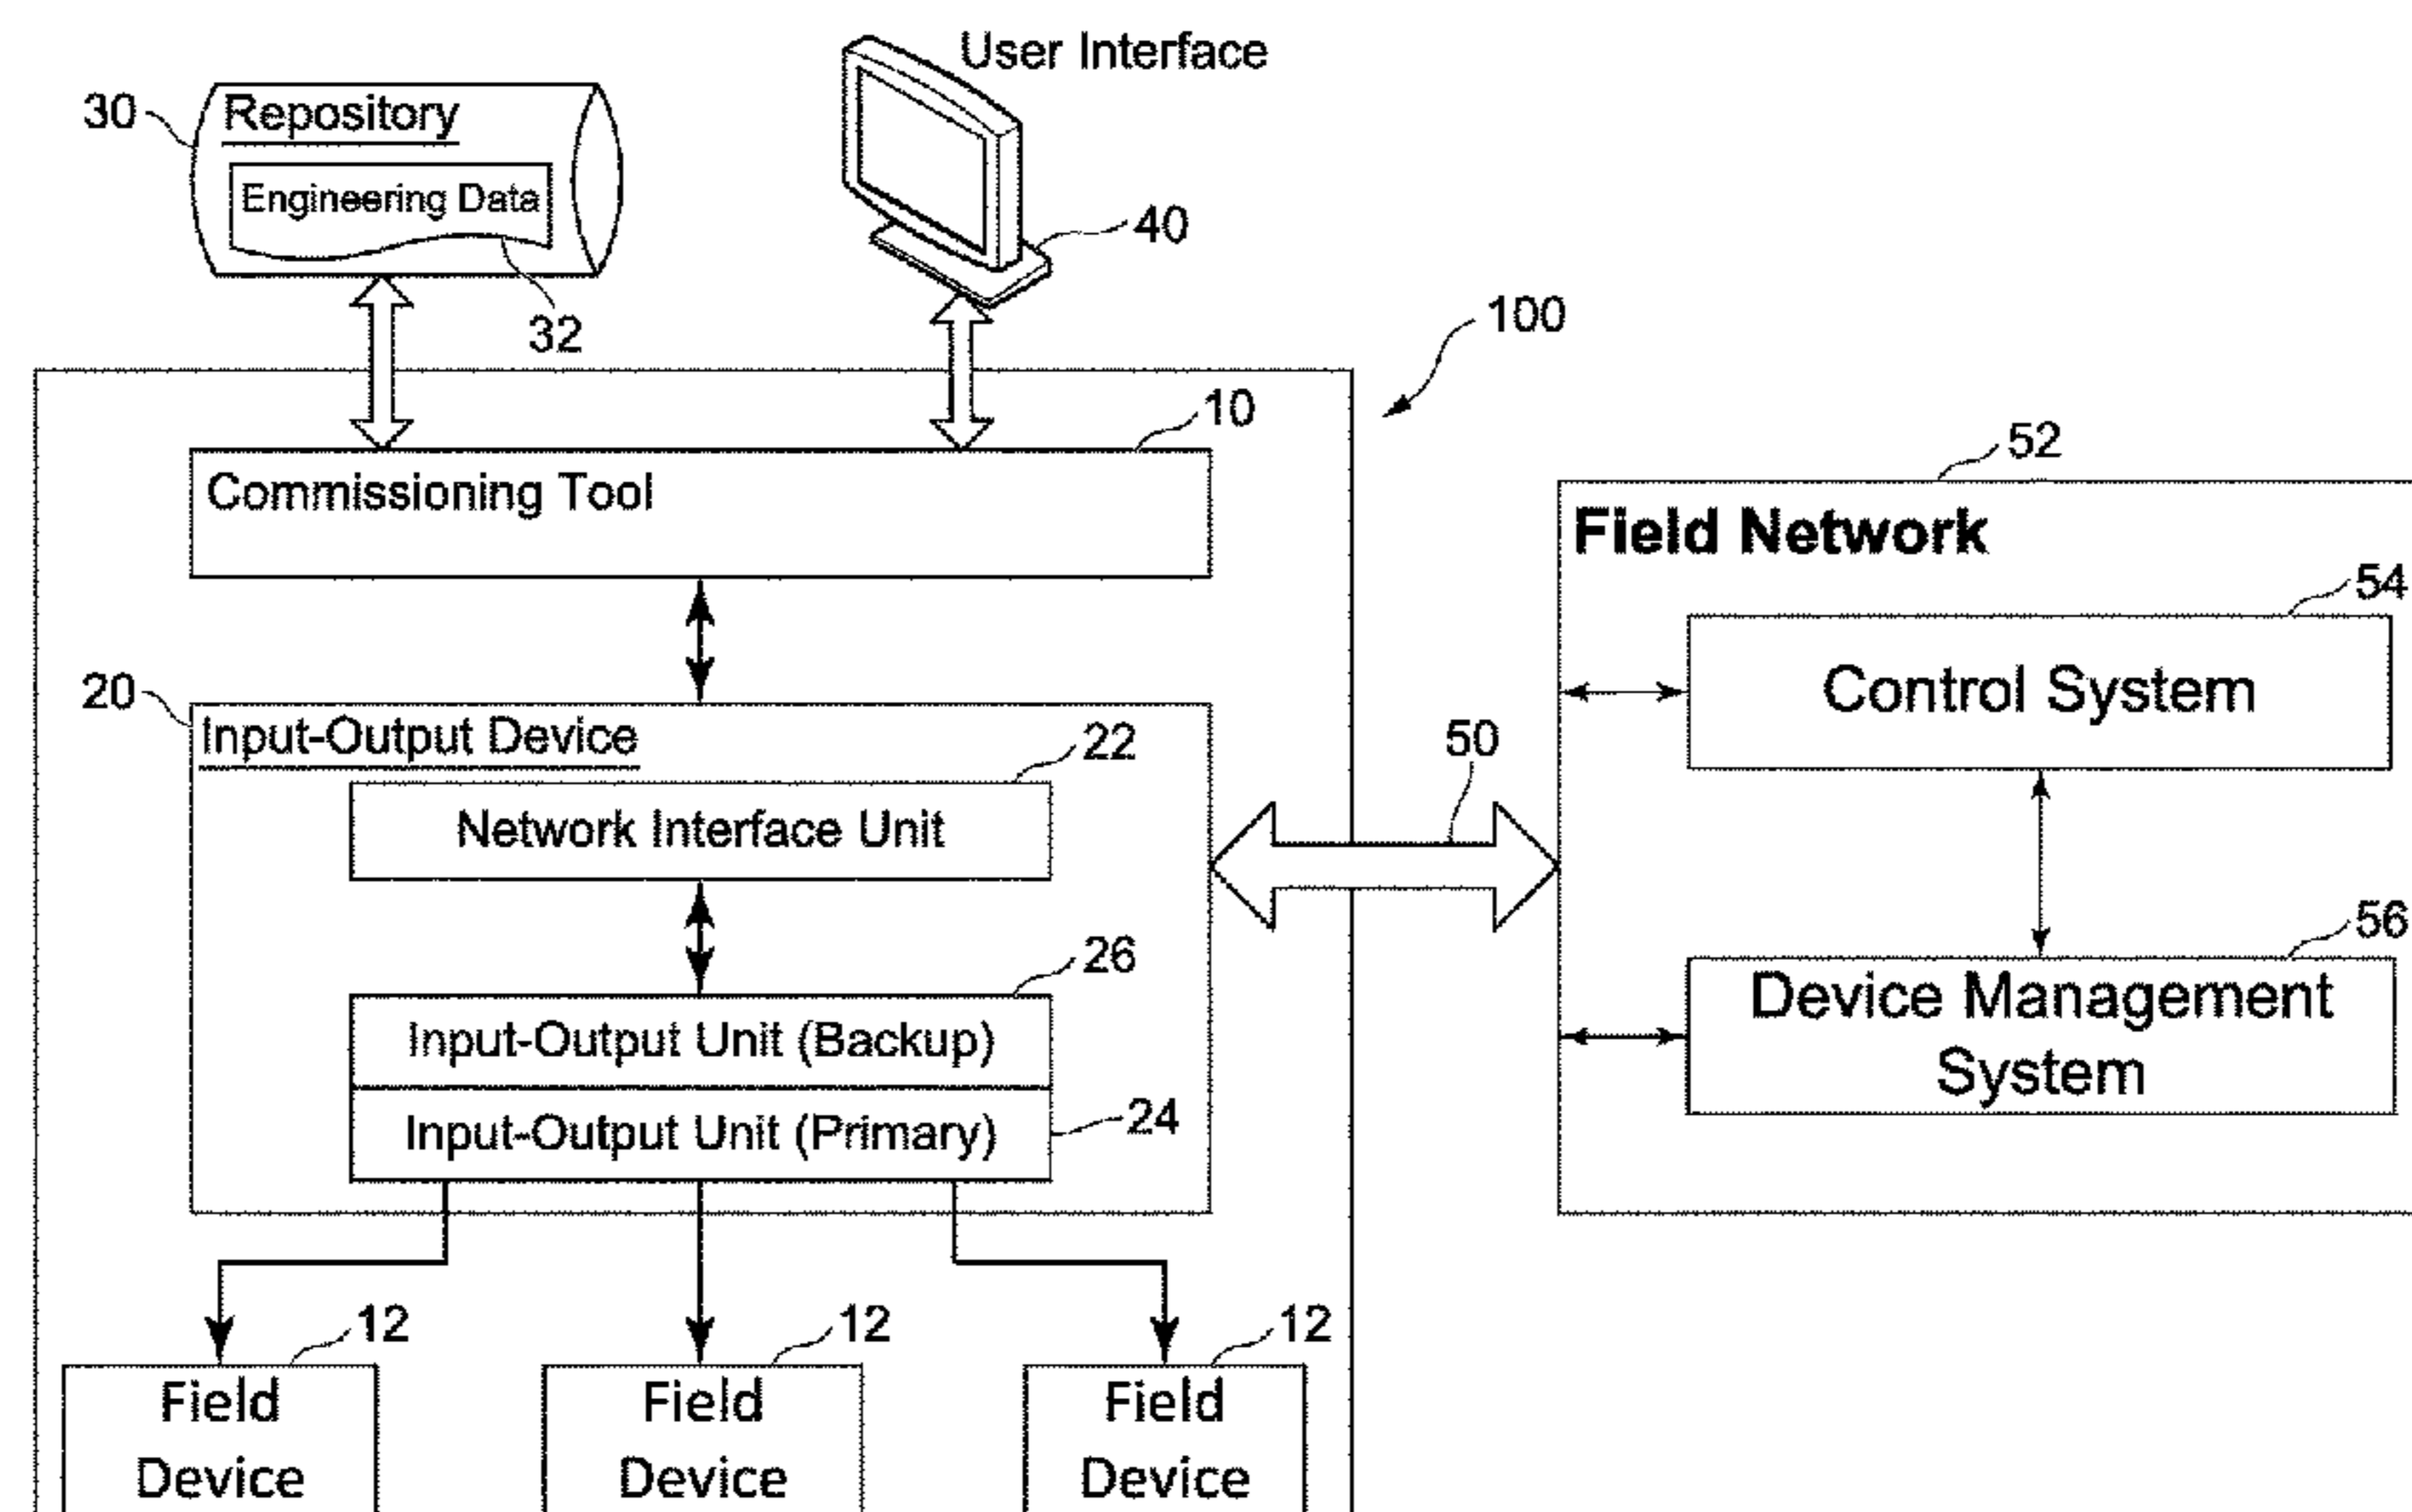 User Interface
30
Repository
Engineering Data
40
32
100
10
52
Commissioning Tool
Field Network
54
Control System
20
Input-Output Device
22
50
Network Interface Unit
56
26
Device Management
System
Input-Output Unit (Backup)
24
Input-Output Unit (Primary)
12
12
12
Field
Device
Field
Device
Field
Device